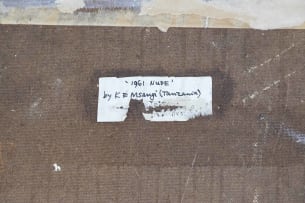 '1961 NUDE'
by K E Msangi (Tanzania)